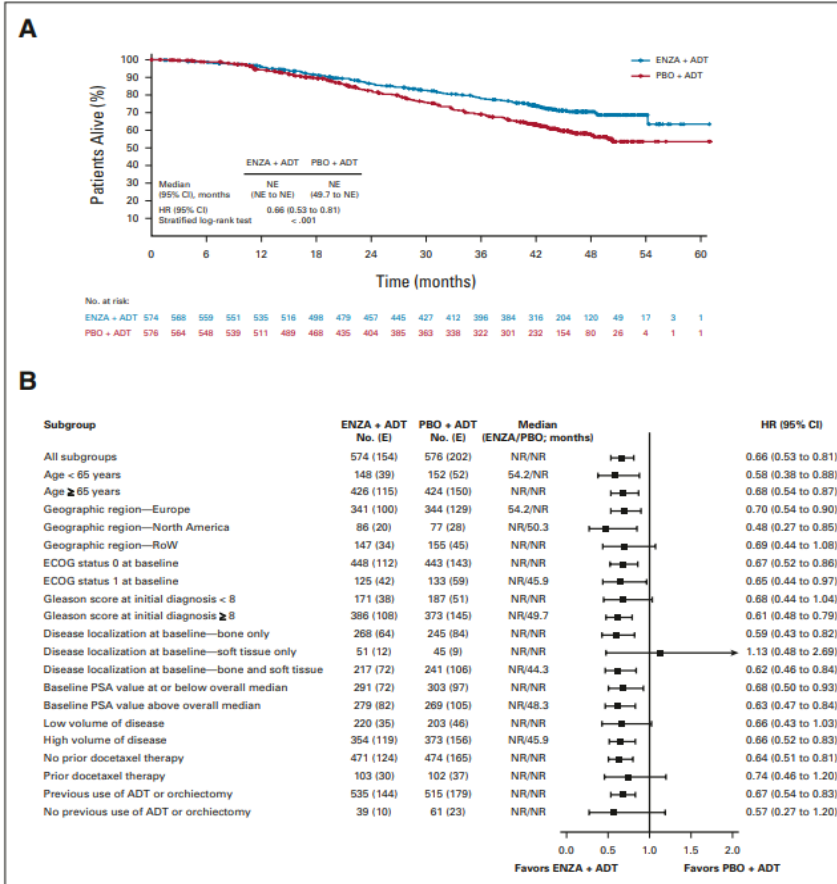 A
100
90
80
70
60
50
40
30
20
10
Patients Alive (%)
ENZA + ADT
PBO + ADT
ENZA + ADT PBO + ADT
Median (95% CI), months NE (NE to NE) NE (49.7 to NE)
HR (95% CI) 0.66 (0.53 to 0.81)
Stratified log-rank test < .001
0 6 12 18 24 30 36 42 48 54 60
Time (months)
No. at risk:
ENZA + ADT 574 568 559 551 535 516 498 479 457 445 427 412 396 384 316 204 120 49 17 3 1
PBO + ADT 576 564 548 539 511 489 468 435 404 385 363 338 322 301 232 154 80 26 4 1 1
B
Subgroup ENZA + ADT No. (E) PBO + ADT No. (E) Median (ENZA/PBO; months) HR (95% CI)
All subgroups 574 (154) 576 (202) NR/NR 0.66 (0.53 to 0.81)
Age < 65 years 148 (39) 152 (52) 54.2/NR 0.58 (0.38 to 0.88)
Age ≥ 65 years 426 (115) 424 (150) NR/NR 0.68 (0.54 to 0.87)
Geographic region—Europe 341 (100) 344 (129) 54.2/NR 0.70 (0.54 to 0.90)
Geographic region—North America 86 (20) 77 (28) NR/50.3 0.48 (0.27 to 0.85)
Geographic region—RoW 147 (34) 155 (45) NR/NR 0.69 (0.44 to 1.08)
ECOG status 0 at baseline 448 (112) 443 (143) NR/NR 0.67 (0.52 to 0.86)
ECOG status 1 at baseline 125 (42) 133 (59) NR/45.9 0.65 (0.44 to 0.97)
Gleason score at initial diagnosis < 8 171 (38) 187 (51) NR/NR 0.68 (0.44 to 1.04)
Gleason score at initial diagnosis ≥ 8 386 (108) 373 (145) NR/49.7 0.61 (0.48 to 0.79)
Disease localization at baseline—bone only 268 (64) 245 (84) NR/NR 0.59 (0.43 to 0.82)
Disease localization at baseline—soft tissue only 51 (12) 45 (9) NR/NR 1.13 (0.48 to 2.69)
Disease localization at baseline—bone and soft tissue 217 (72) 241 (106) NR/44.3 0.62 (0.46 to 0.84)
Baseline PSA value at or below overall median 291 (72) 303 (97) NR/NR 0.68 (0.50 to 0.93)
Baseline PSA value above overall median 279 (82) 269 (105) NR/48.3 0.63 (0.47 to 0.84)
Low volume of disease 220 (35) 203 (46) NR/NR 0.66 (0.43 to 1.03)
High volume of disease 354 (119) 373 (156) NR/45.9 0.66 (0.52 to 0.83)
No prior docetaxel therapy 471 (124) 474 (165) NR/NR 0.64 (0.51 to 0.81)
Prior docetaxel therapy 103 (30) 102 (37) NR/NR 0.74 (0.46 to 1.20)
Previous use of ADT or orchiectomy 535 (144) 515 (179) NR/NR 0.67 (0.54 to 0.83)
No previous use of ADT or orchiectomy 39 (10) 61 (23) NR/NR 0.57 (0.27 to 1.20)
0.0 0.5 1.0 1.5 2.0
Favors ENZA + ADT Favors PBO + ADT